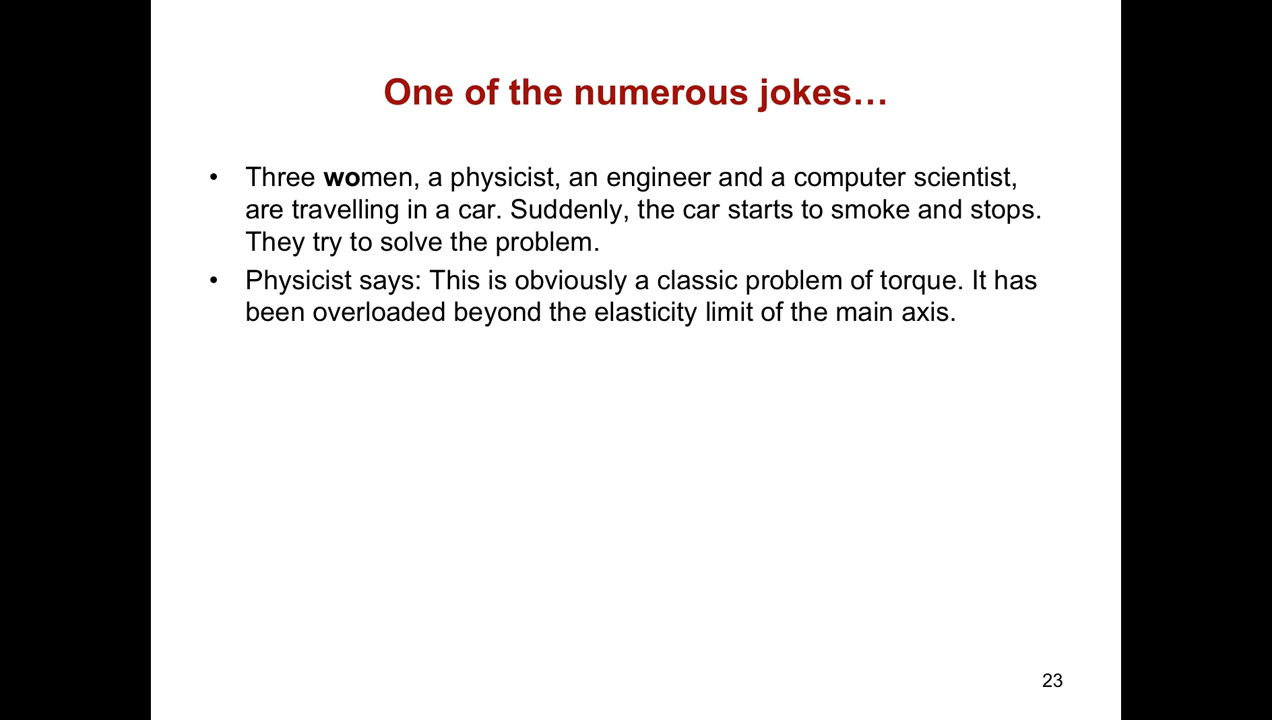 One of the numerous jokes…
• Three women, a physicist, an engineer and a computer scientist,
are travelling in a car. Suddenly, the car starts to smoke and stops.
They try to solve the problem.
• Physicist says: This is obviously a classic problem of torque. It has
been overloaded beyond the elasticity limit of the main axis.
23